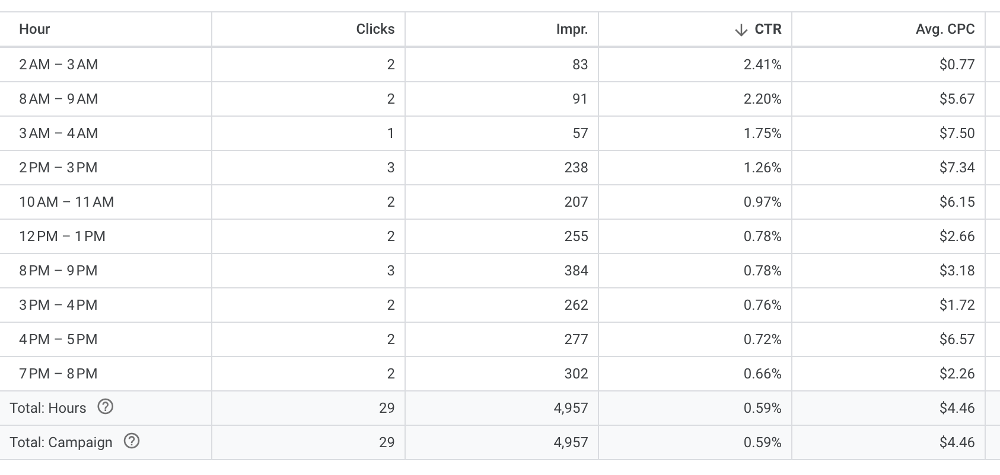 Hour Clicks Impr. ↓ CTR Avg. CPC
2 AM – 3 AM 2 83 2.41% $0.77
8 AM – 9 AM 2 91 2.20% $5.67
3 AM – 4 AM 1 57 1.75% $7.50
2 PM – 3 PM 3 238 1.26% $7.34
10 AM – 11 AM 2 207 0.97% $6.15
12 PM – 1 PM 2 255 0.78% $2.66
8 PM – 9 PM 3 384 0.78% $3.18
3 PM – 4 PM 2 262 0.76% $1.72
4 PM – 5 PM 2 277 0.72% $6.57
7 PM – 8 PM 2 302 0.66% $2.26
Total: Hours ? 29 4,957 0.59% $4.46
Total: Campaign ? 29 4,957 0.59% $4.46